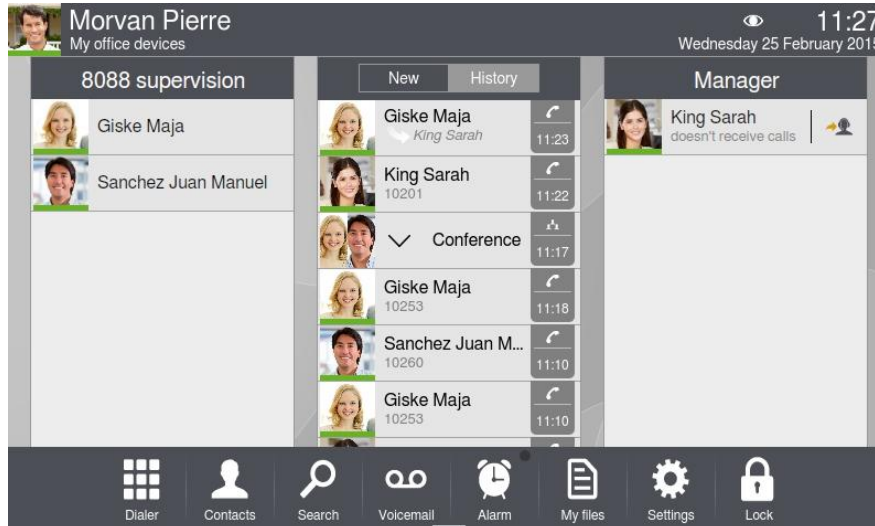 Morvan Pierre
My office devices
11:27
Wednesday 25 February 201
8088 supervision
Giske Maja
Sanchez Juan Manuel
New
History
Giske Maja
King Sarah
11:23
King Sarah
10201
11:22
Conference
11:17
Giske Maja
10253
11:18
Sanchez Juan M...
10260
11:10
Giske Maja
10253
11:10
Manager
King Sarah
doesn't receive calls
Dialer
Contacts
Search
Voicemail
Alarm
My files
Settings
Lock